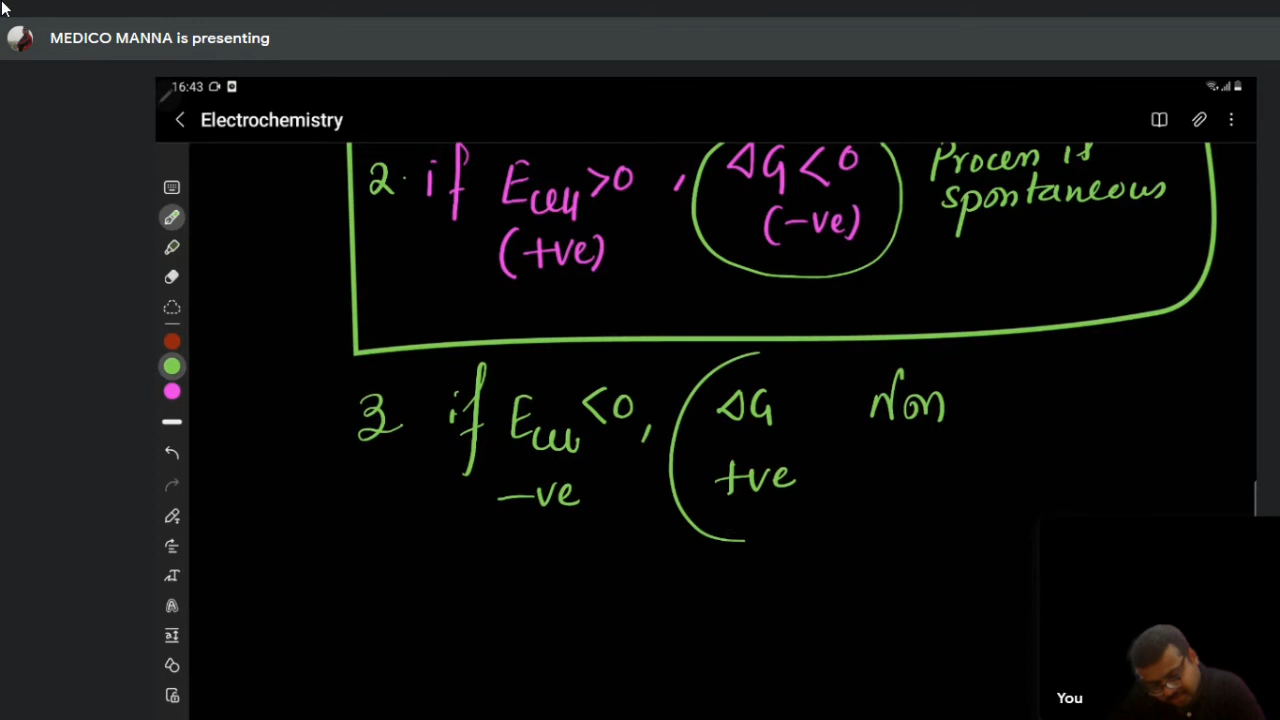 MEDICO MANNA is presenting
16:43
Electrochemistry
2. if Ecell >0 , ΔG < 0 Process is
(+ve) (-ve) spontaneous
3 if Ecell <0, ΔG Non
-ve +ve
You